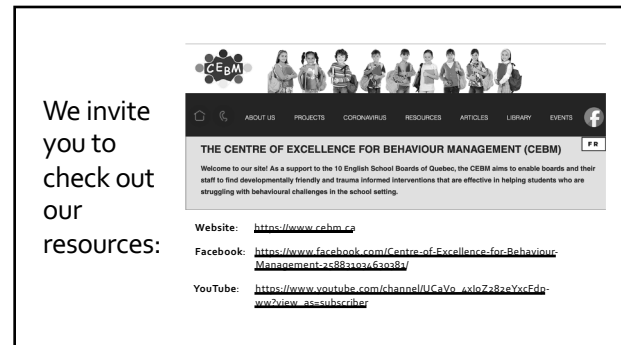 We invite
you to
check out
our
resources:
CEBM
ABOUT US PROJECTS CORONAVIRUS RESOURCES ARTICLES LIBRARY EVENTS f
FR
THE CENTRE OF EXCELLENCE FOR BEHAVIOUR MANAGEMENT (CEBM)
Welcome to our site! As a support to the 10 English School Boards of Quebec, the CEBM aims to enable boards and their
staff to find developmentally friendly and trauma informed interventions that are effective in helping students who are
struggling with behavioural challenges in the school setting.
Website: https://www.cebm.ca
Facebook: https://www.facebook.com/Centre-of-Excellence-for-Behaviour-
Management-258831034630381/
YouTube: https://www.youtube.com/channel/UCaVo_4xIoZ282eYxcFdp-
ww?view_as=subscriber